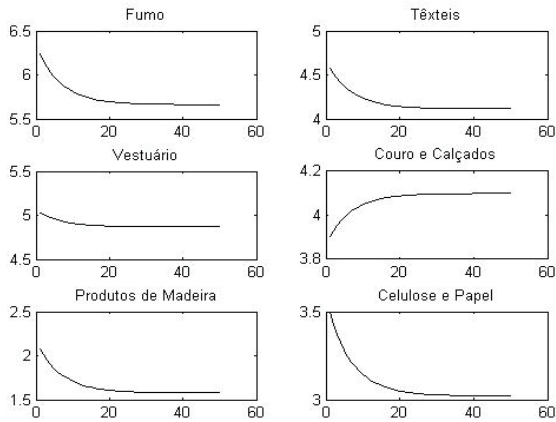 Fumo
6.5
6
5.5
0 20 40 60
Têxteis
5
4.5
4
0 20 40 60
Vestuário
5.5
5
4.5
0 20 40 60
Couro e Calçados
4.2
4
3.8
0 20 40 60
Produtos de Madeira
2.5
2
1.5
0 20 40 60
Celulose e Papel
3.5
3
0 20 40 60